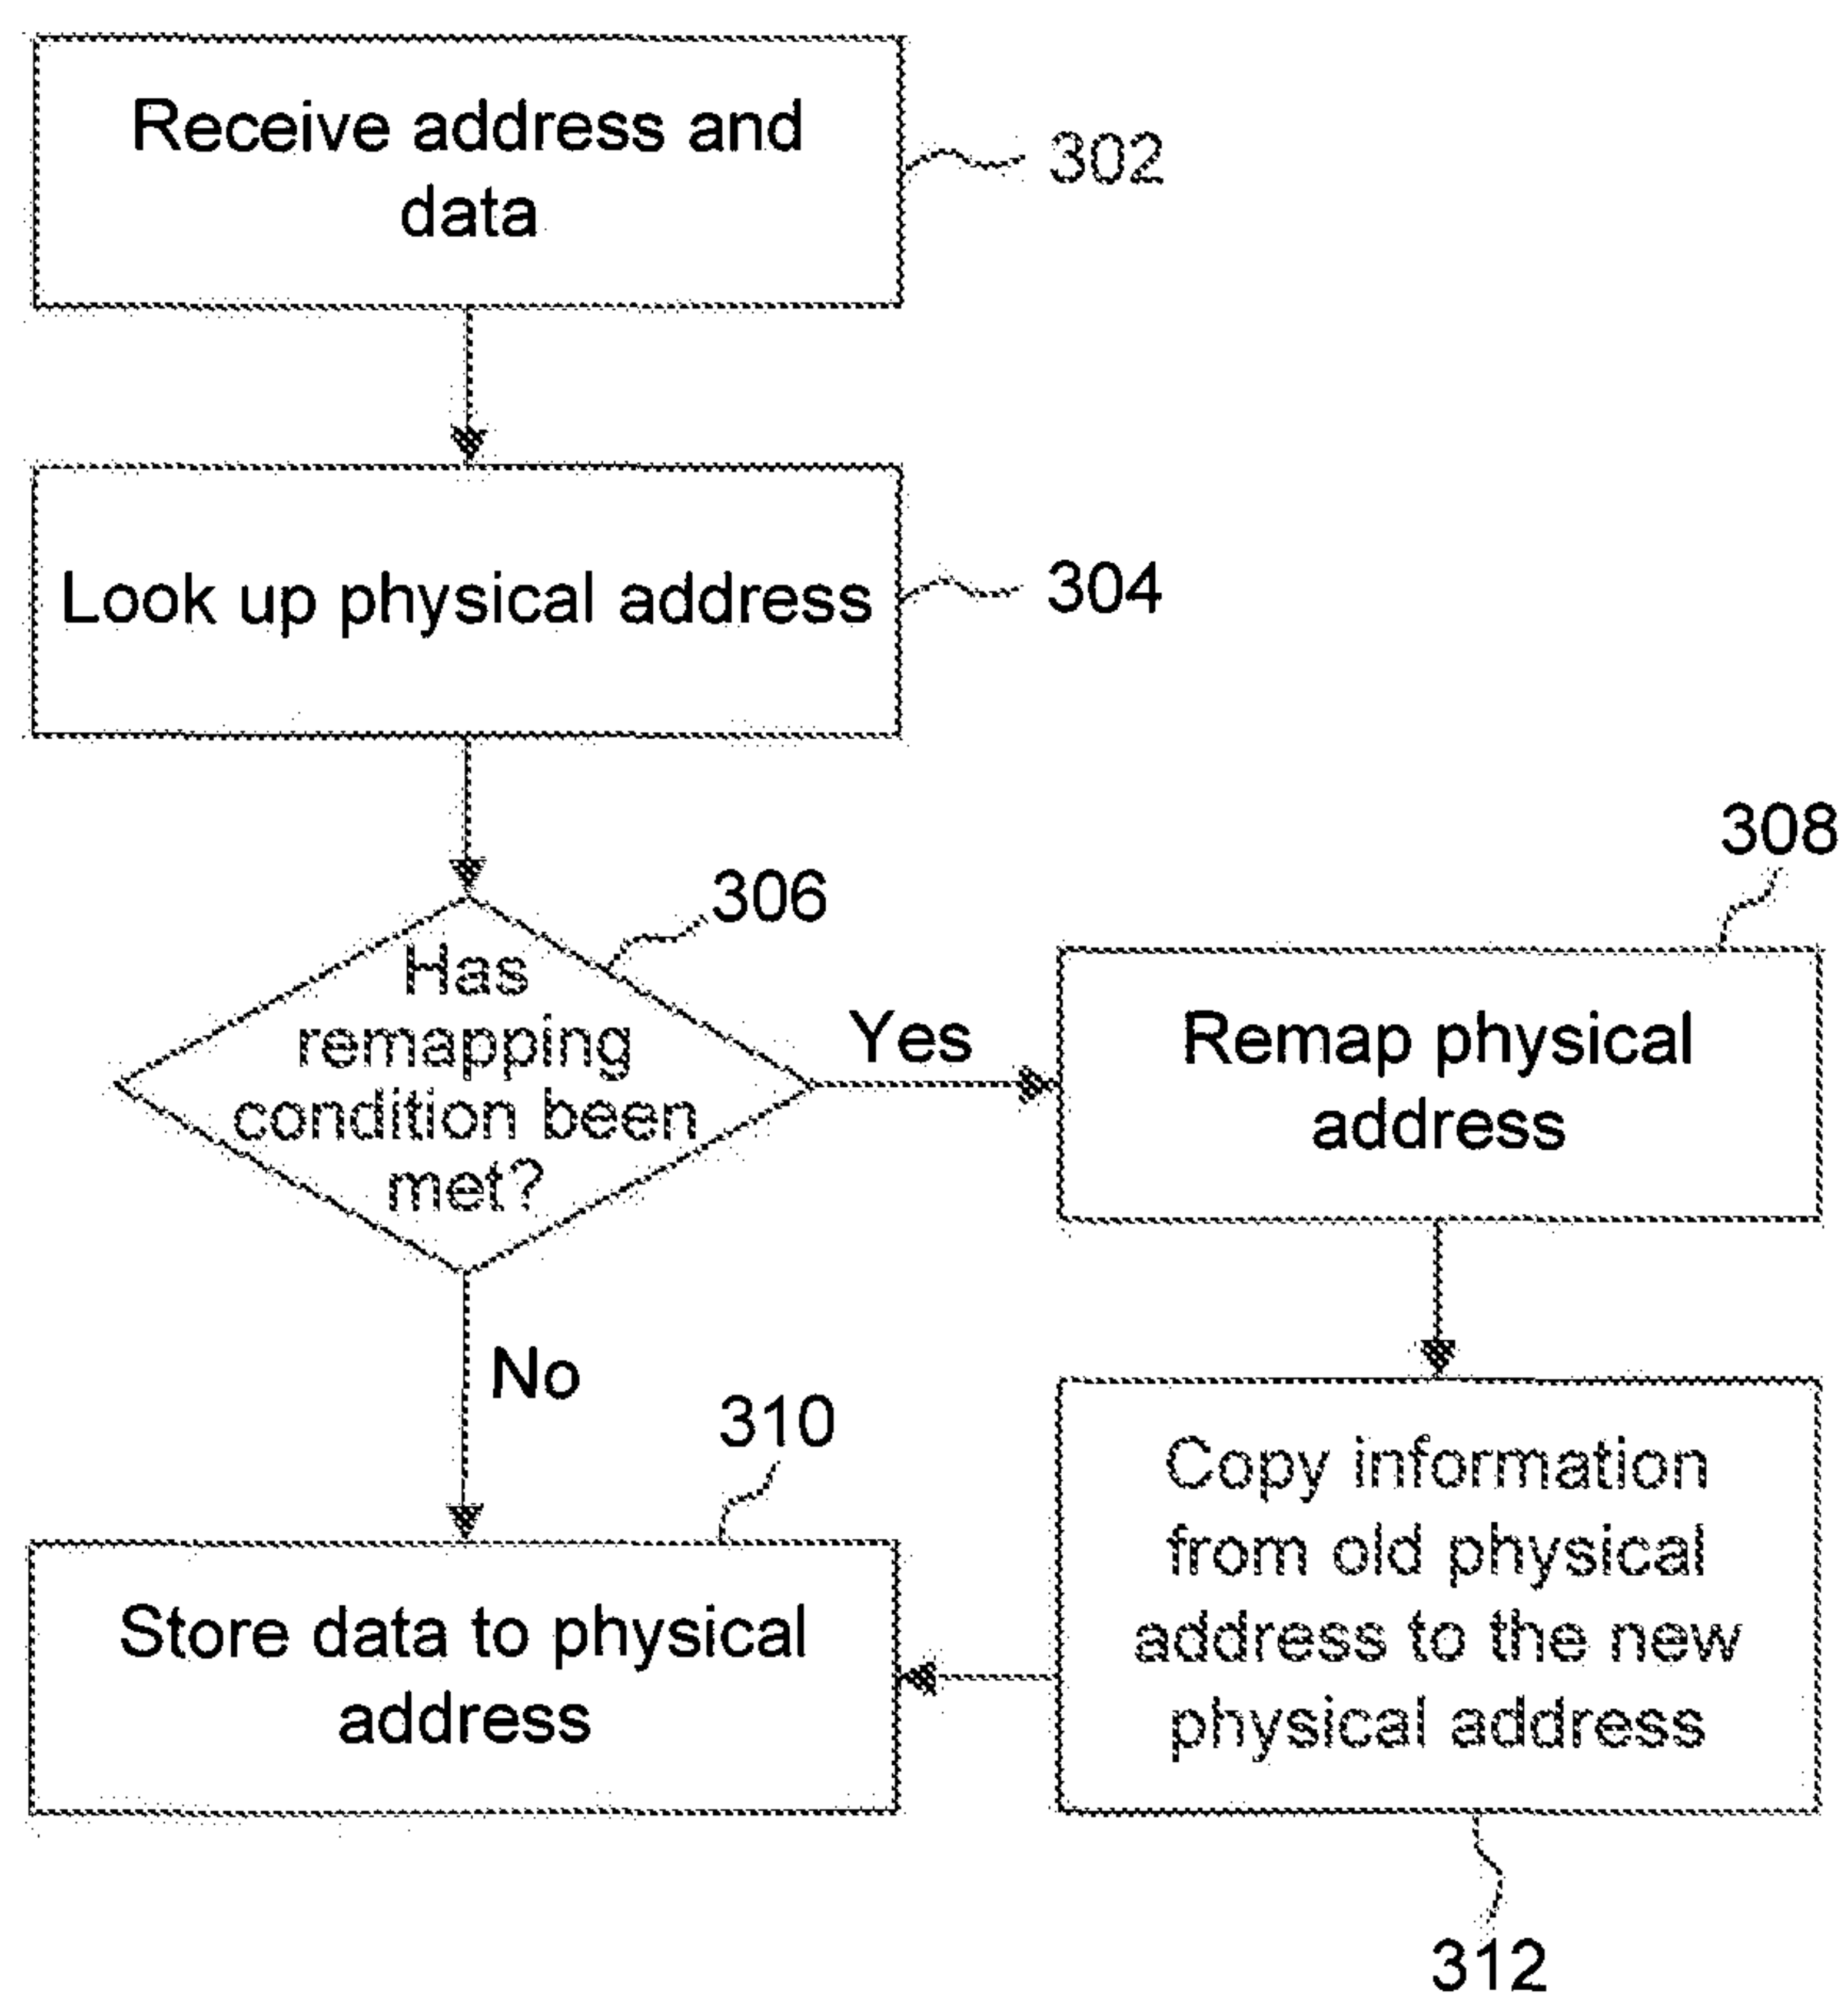 Receive address and
data
302
Look up physical address
304
306
Has
remapping
condition been
met?
Yes
308
Remap physical
address
No
310
Store data to physical
address
Copy information
from old physical
address to the new
physical address
312